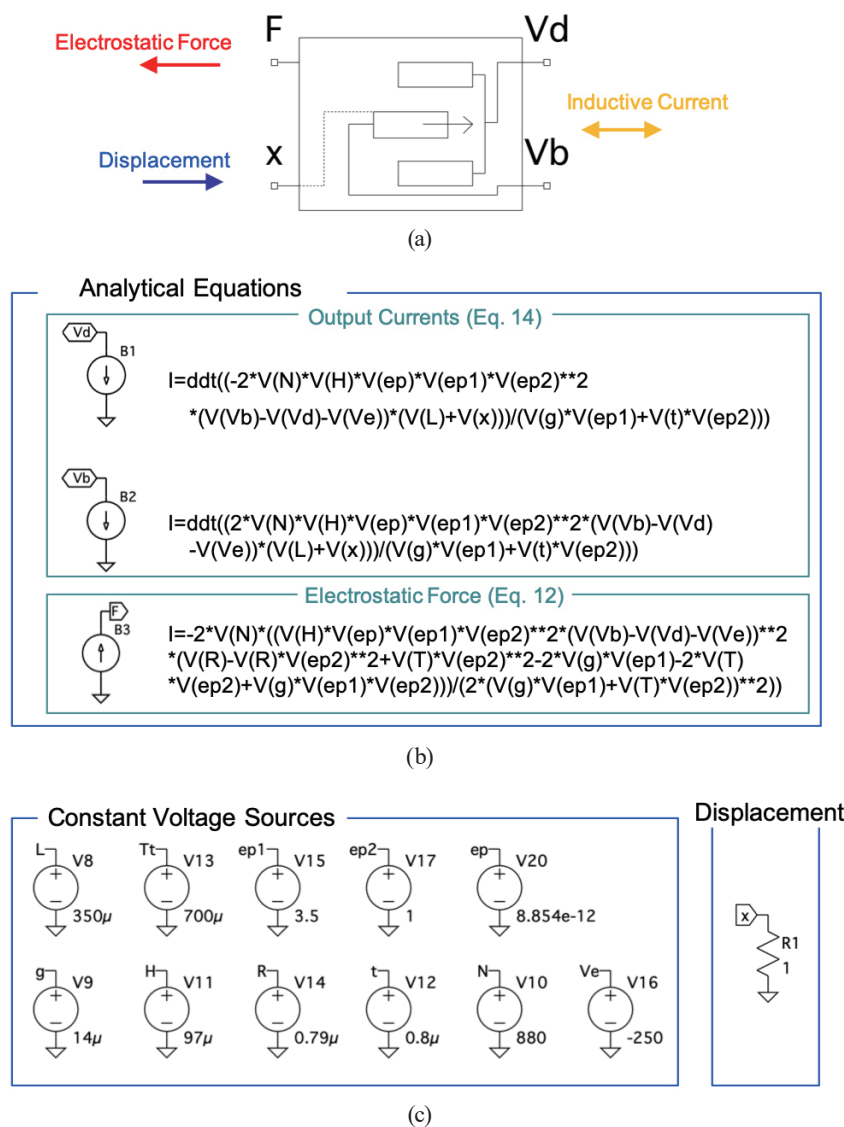 F
Vd
Electrostatic Force
Inductive Current
x
Vb
Displacement
(a)
Analytical Equations
Output Currents (Eq. 14)
Vd
B1
I=ddt((-2*V(N)*V(H)*V(ep)*V(ep1)*V(ep2)**2
*(V(Vb)-V(Vd)-V(Ve))*(V(L)+V(x)))/(V(g)*V(ep1)+V(t)*V(ep2)))
Vb
B2
I=ddt((2*V(N)*V(H)*V(ep)*V(ep1)*V(ep2)**2*(V(Vb)-V(Vd)
-V(Ve))*(V(L)+V(x)))/(V(g)*V(ep1)+V(t)*V(ep2)))
Electrostatic Force (Eq. 12)
F
B3
I=-2*V(N)*((V(H)*V(ep)*V(ep1)*V(ep2)**2*(V(Vb)-V(Vd)-V(Ve))**2
*(V(R)-V(R)*V(ep2)**2+V(T)*V(ep2)**2-2*V(g)*V(ep1)-2*V(T)
*V(ep2)+V(g)*V(ep1)*V(ep2)))/(2*(V(g)*V(ep1)+V(T)*V(ep2))**2))
(b)
Constant Voltage Sources
Displacement
L Tt ep1 ep2 ep
V8 V13 V15 V17 V20
+ + + + +
− − − − −
350µ 700µ 3.5 1 8.854e-12
x
R1
1
g H R t N Ve
V9 V11 V14 V12 V10 V16
+ + + + + +
− − − − − −
14µ 97µ 0.79µ 0.8µ 880 -250
(c)